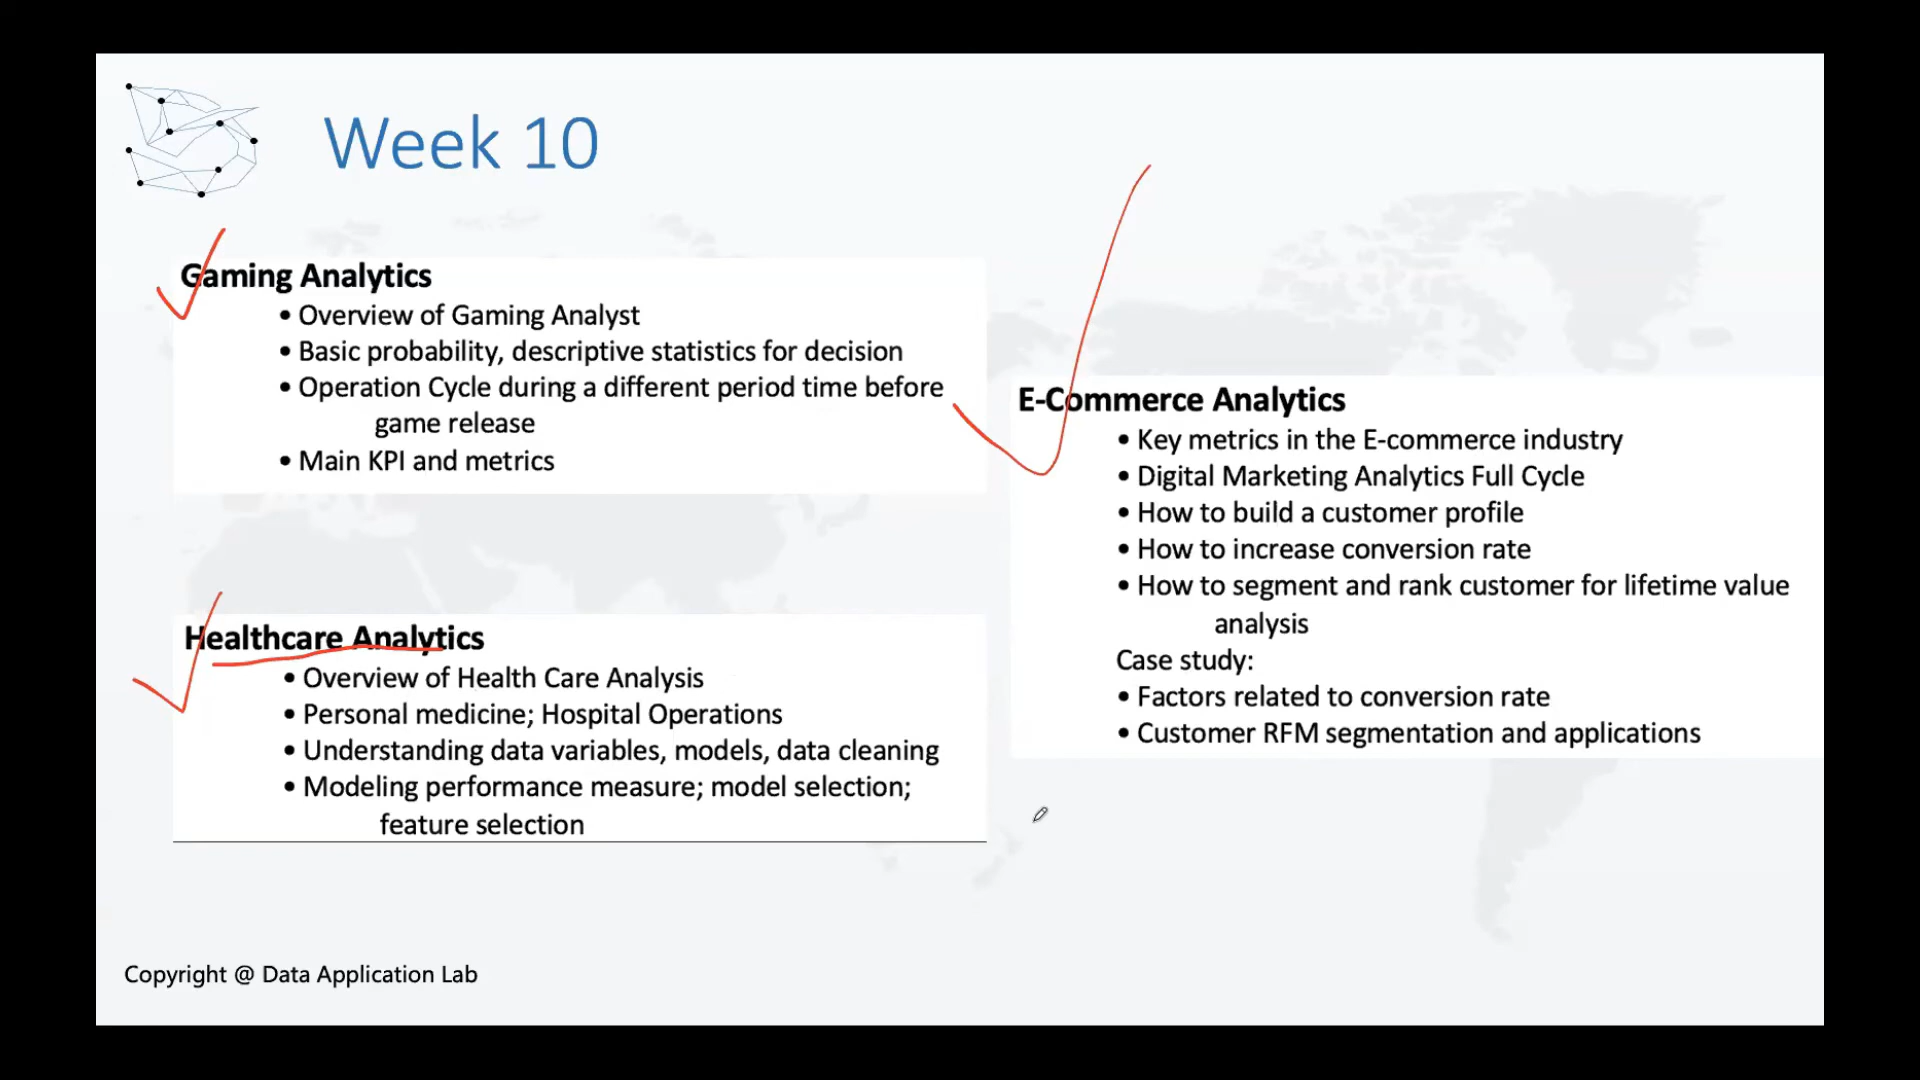 Week 10
Gaming Analytics
• Overview of Gaming Analyst
• Basic probability, descriptive statistics for decision
• Operation Cycle during a different period time before
game release
• Main KPI and metrics
Healthcare Analytics
• Overview of Health Care Analysis
• Personal medicine; Hospital Operations
• Understanding data variables, models, data cleaning
• Modeling performance measure; model selection;
feature selection
E-Commerce Analytics
• Key metrics in the E-commerce industry
• Digital Marketing Analytics Full Cycle
• How to build a customer profile
• How to increase conversion rate
• How to segment and rank customer for lifetime value
analysis
Case study:
• Factors related to conversion rate
• Customer RFM segmentation and applications
Copyright @ Data Application Lab